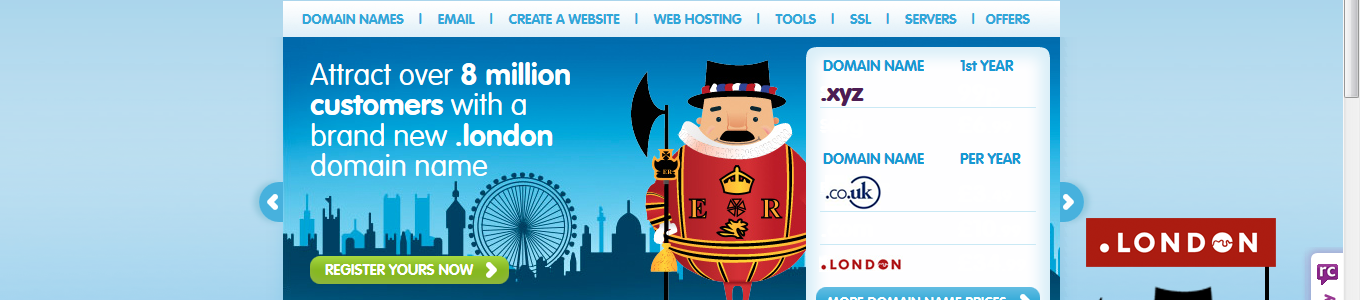 DOMAIN NAMES | EMAIL | CREATE A WEBSITE | WEB HOSTING | TOOLS | SSL | SERVERS | OFFERS
Attract over 8 million
customers with a
brand new .london
domain name
REGISTER YOURS NOW
ER
E R
DOMAIN NAME 1st YEAR
.xyz
DOMAIN NAME PER YEAR
.co.uk
.LONDON
MORE DOMAIN NAME PRICES
.LONDON